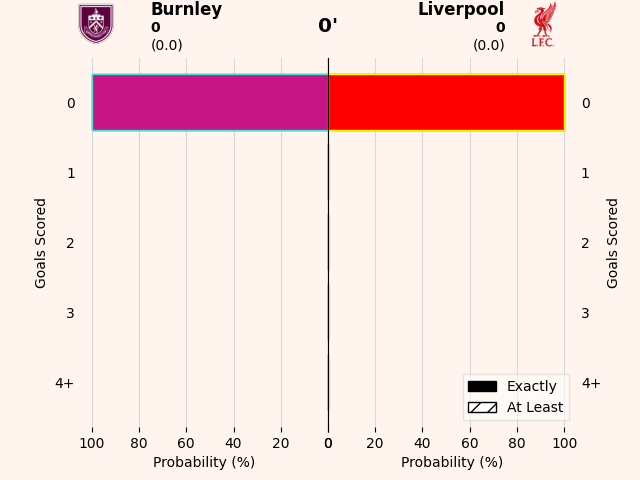 Burnley
0
(0.0)
0'
Liverpool
0
(0.0)
L.F.C.
0
1
2
3
4+
Goals Scored
0
1
2
3
4+
Goals Scored
Exactly
At Least
100 80 60 40 20 0
0 20 40 60 80 100
Probability (%)
Probability (%)